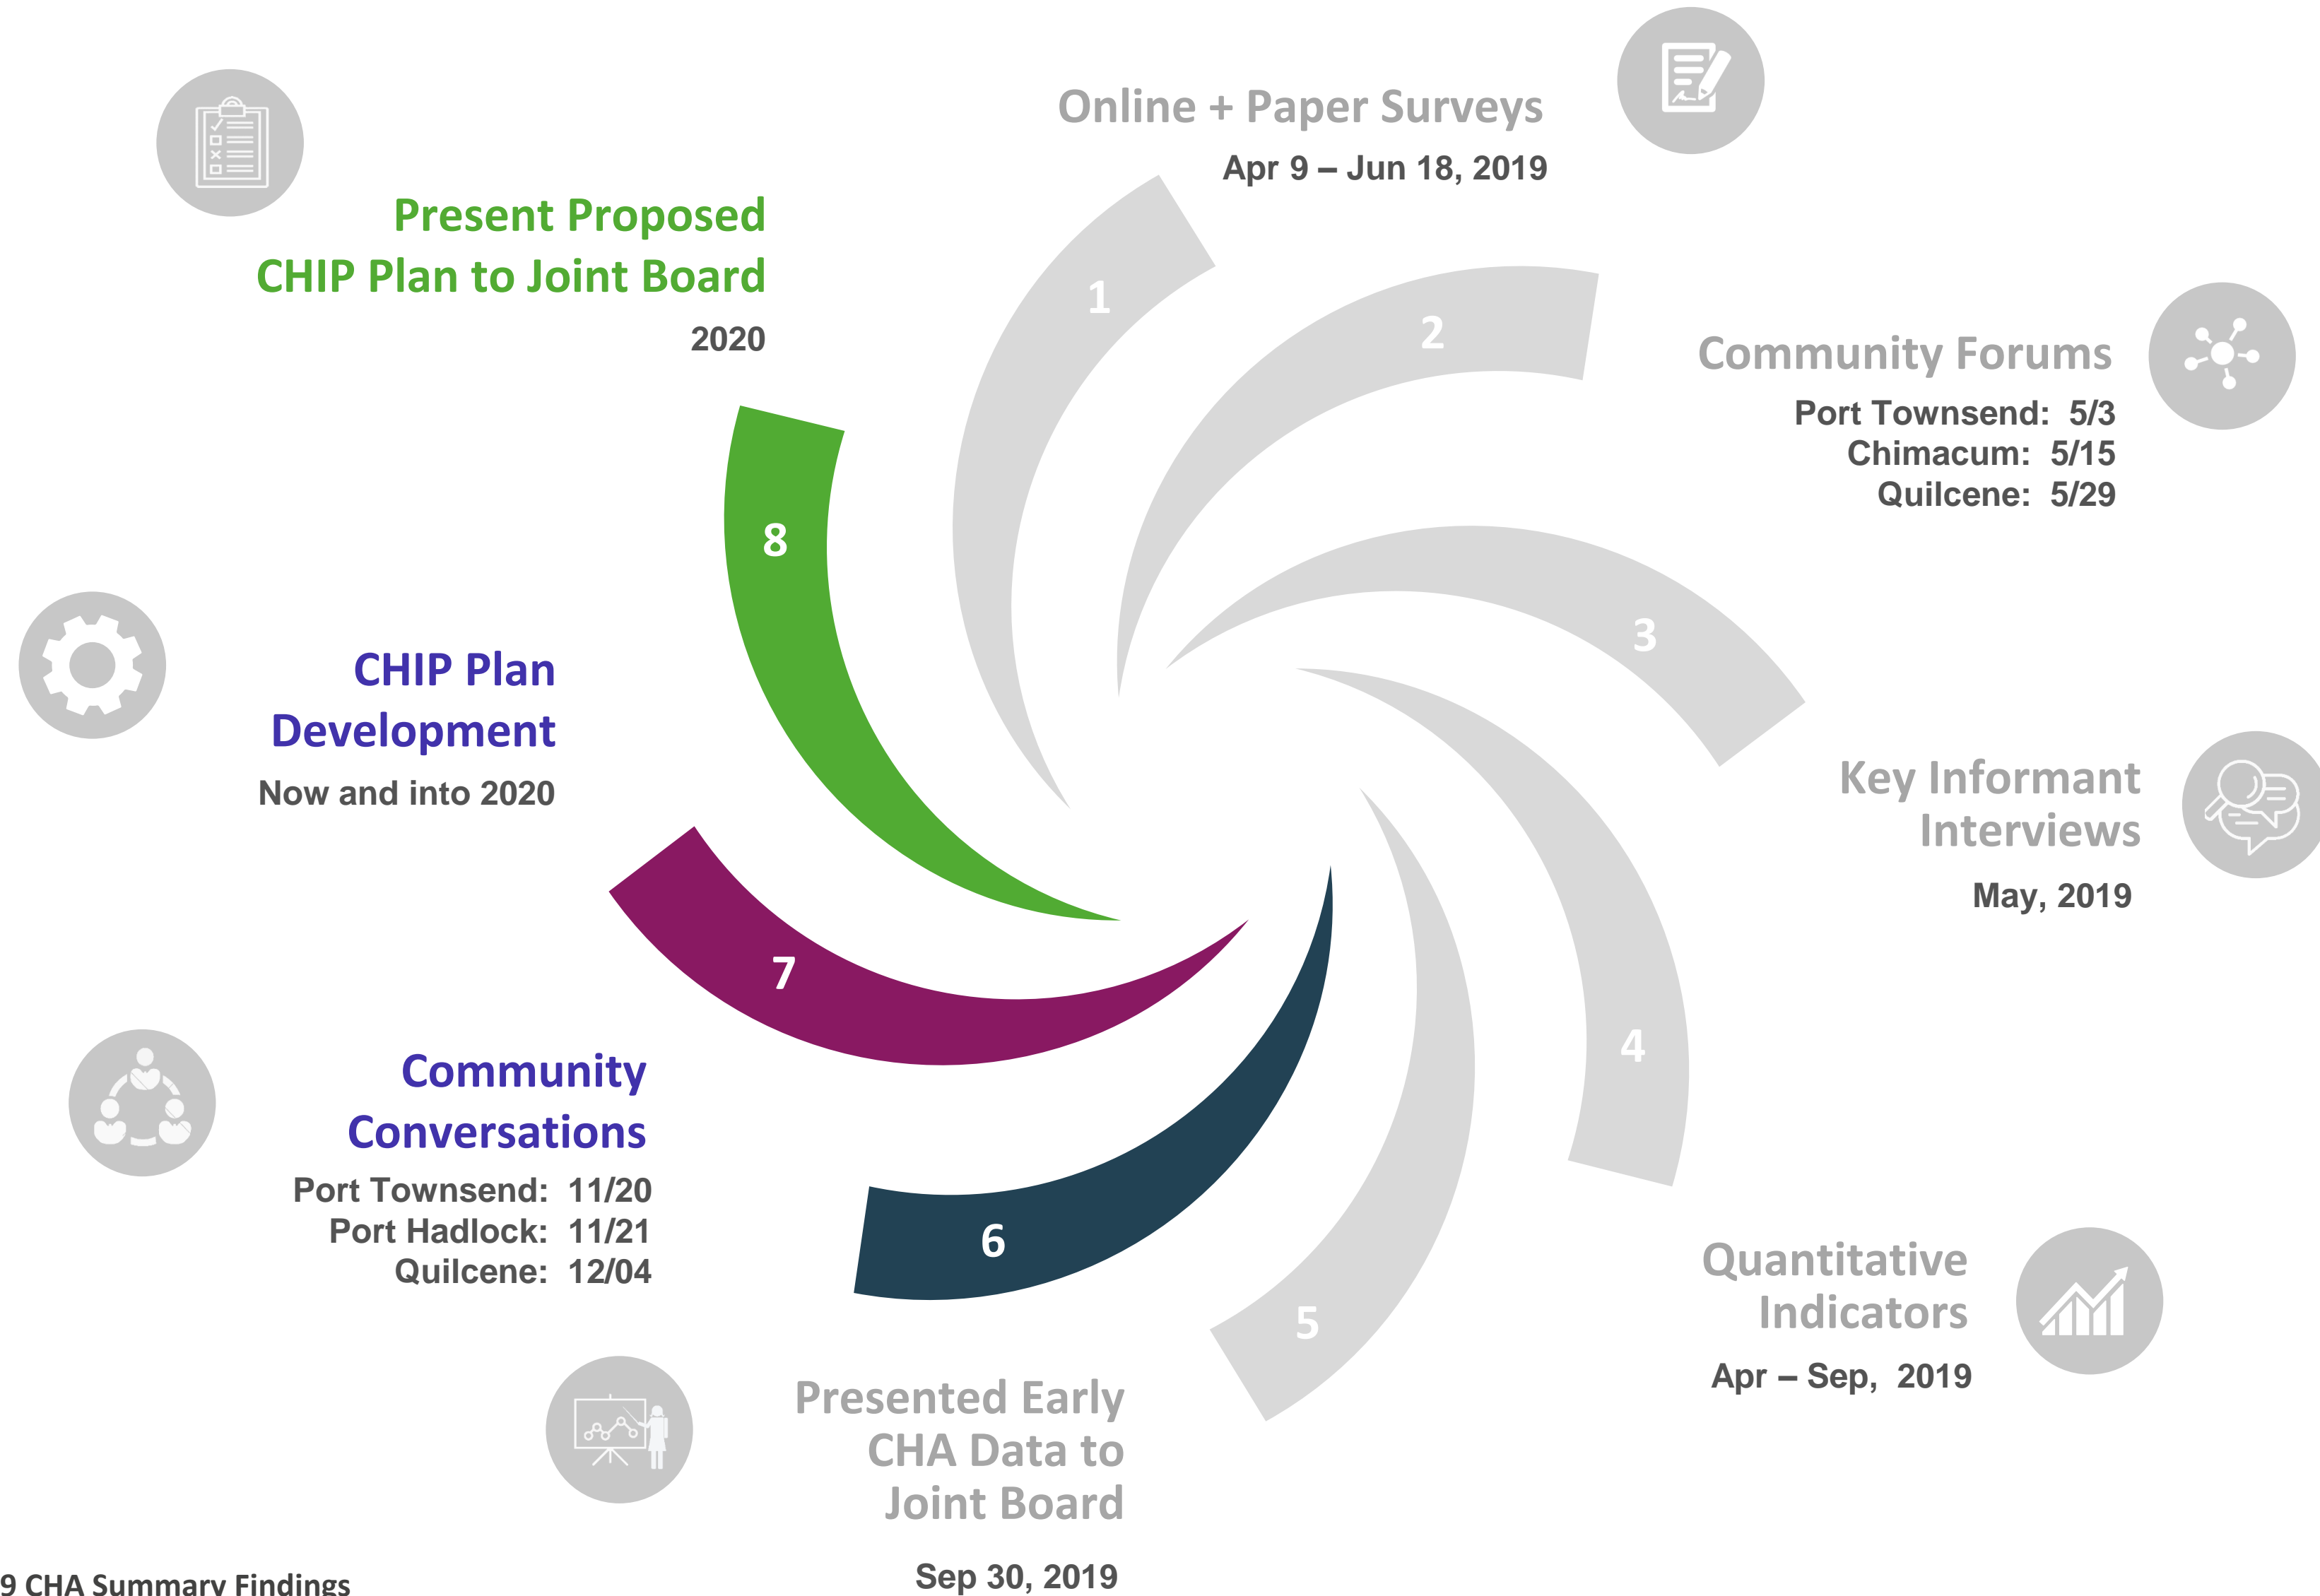 Online + Paper Surveys
Apr 9 – Jun 18, 2019
1
2
Community Forums
Port Townsend: 5/3
Chimacum: 5/15
Quilcene: 5/29
3
Key Informant
Interviews
May, 2019
4
Quantitative
Indicators
Apr – Sep, 2019
5
Presented Early
CHA Data to
Joint Board
Sep 30, 2019
6
Community
Conversations
Port Townsend: 11/20
Port Hadlock: 11/21
Quilcene: 12/04
7
CHIP Plan
Development
Now and into 2020
8
Present Proposed
CHIP Plan to Joint Board
2020
9 CHA Summary Findings